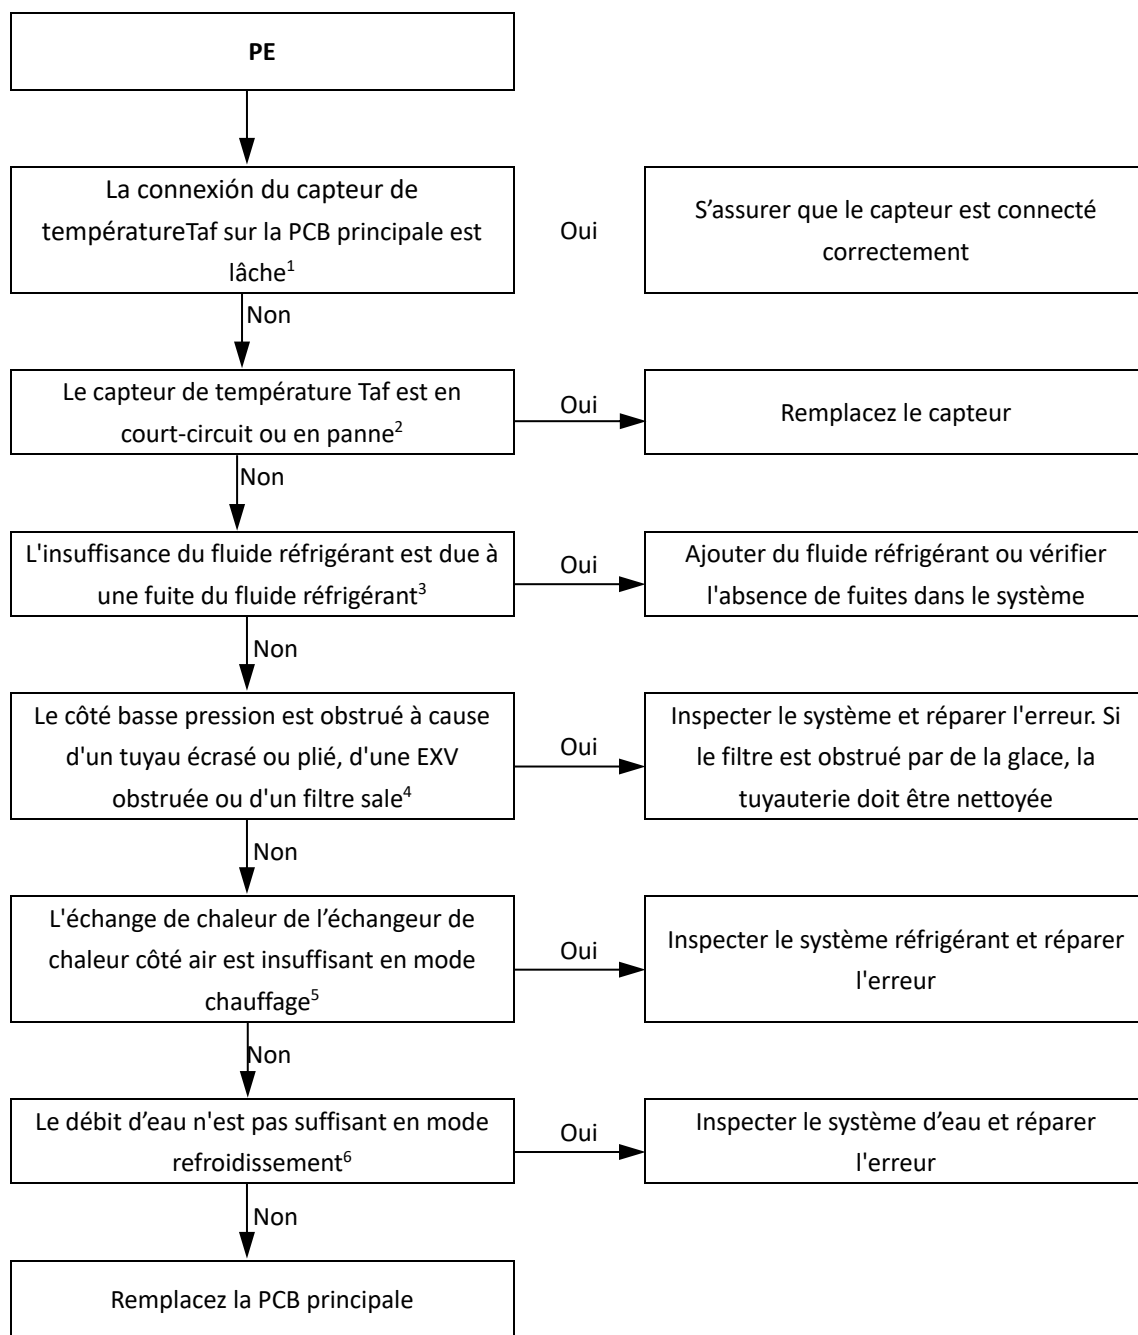 PE
La connexión du capteur de
températureTaf sur la PCB principale est
lâche1
Oui
S’assurer que le capteur est connecté
correctement
Non
Le capteur de température Taf est en
court-circuit ou en panne2
Oui
Remplacez le capteur
Non
L'insuffisance du fluide réfrigérant est due à
une fuite du fluide réfrigérant3
Oui
Ajouter du fluide réfrigérant ou vérifier
l'absence de fuites dans le système
Non
Le côté basse pression est obstrué à cause
d'un tuyau écrasé ou plié, d'une EXV
obstruée ou d'un filtre sale4
Oui
Inspecter le système et réparer l'erreur. Si
le filtre est obstrué par de la glace, la
tuyauterie doit être nettoyée
Non
L'échange de chaleur de l’échangeur de
chaleur côté air est insuffisant en mode
chauffage5
Oui
Inspecter le système réfrigérant et réparer
l'erreur
Non
Le débit d’eau n'est pas suffisant en mode
refroidissement6
Oui
Inspecter le système d’eau et réparer
l'erreur
Non
Remplacez la PCB principale